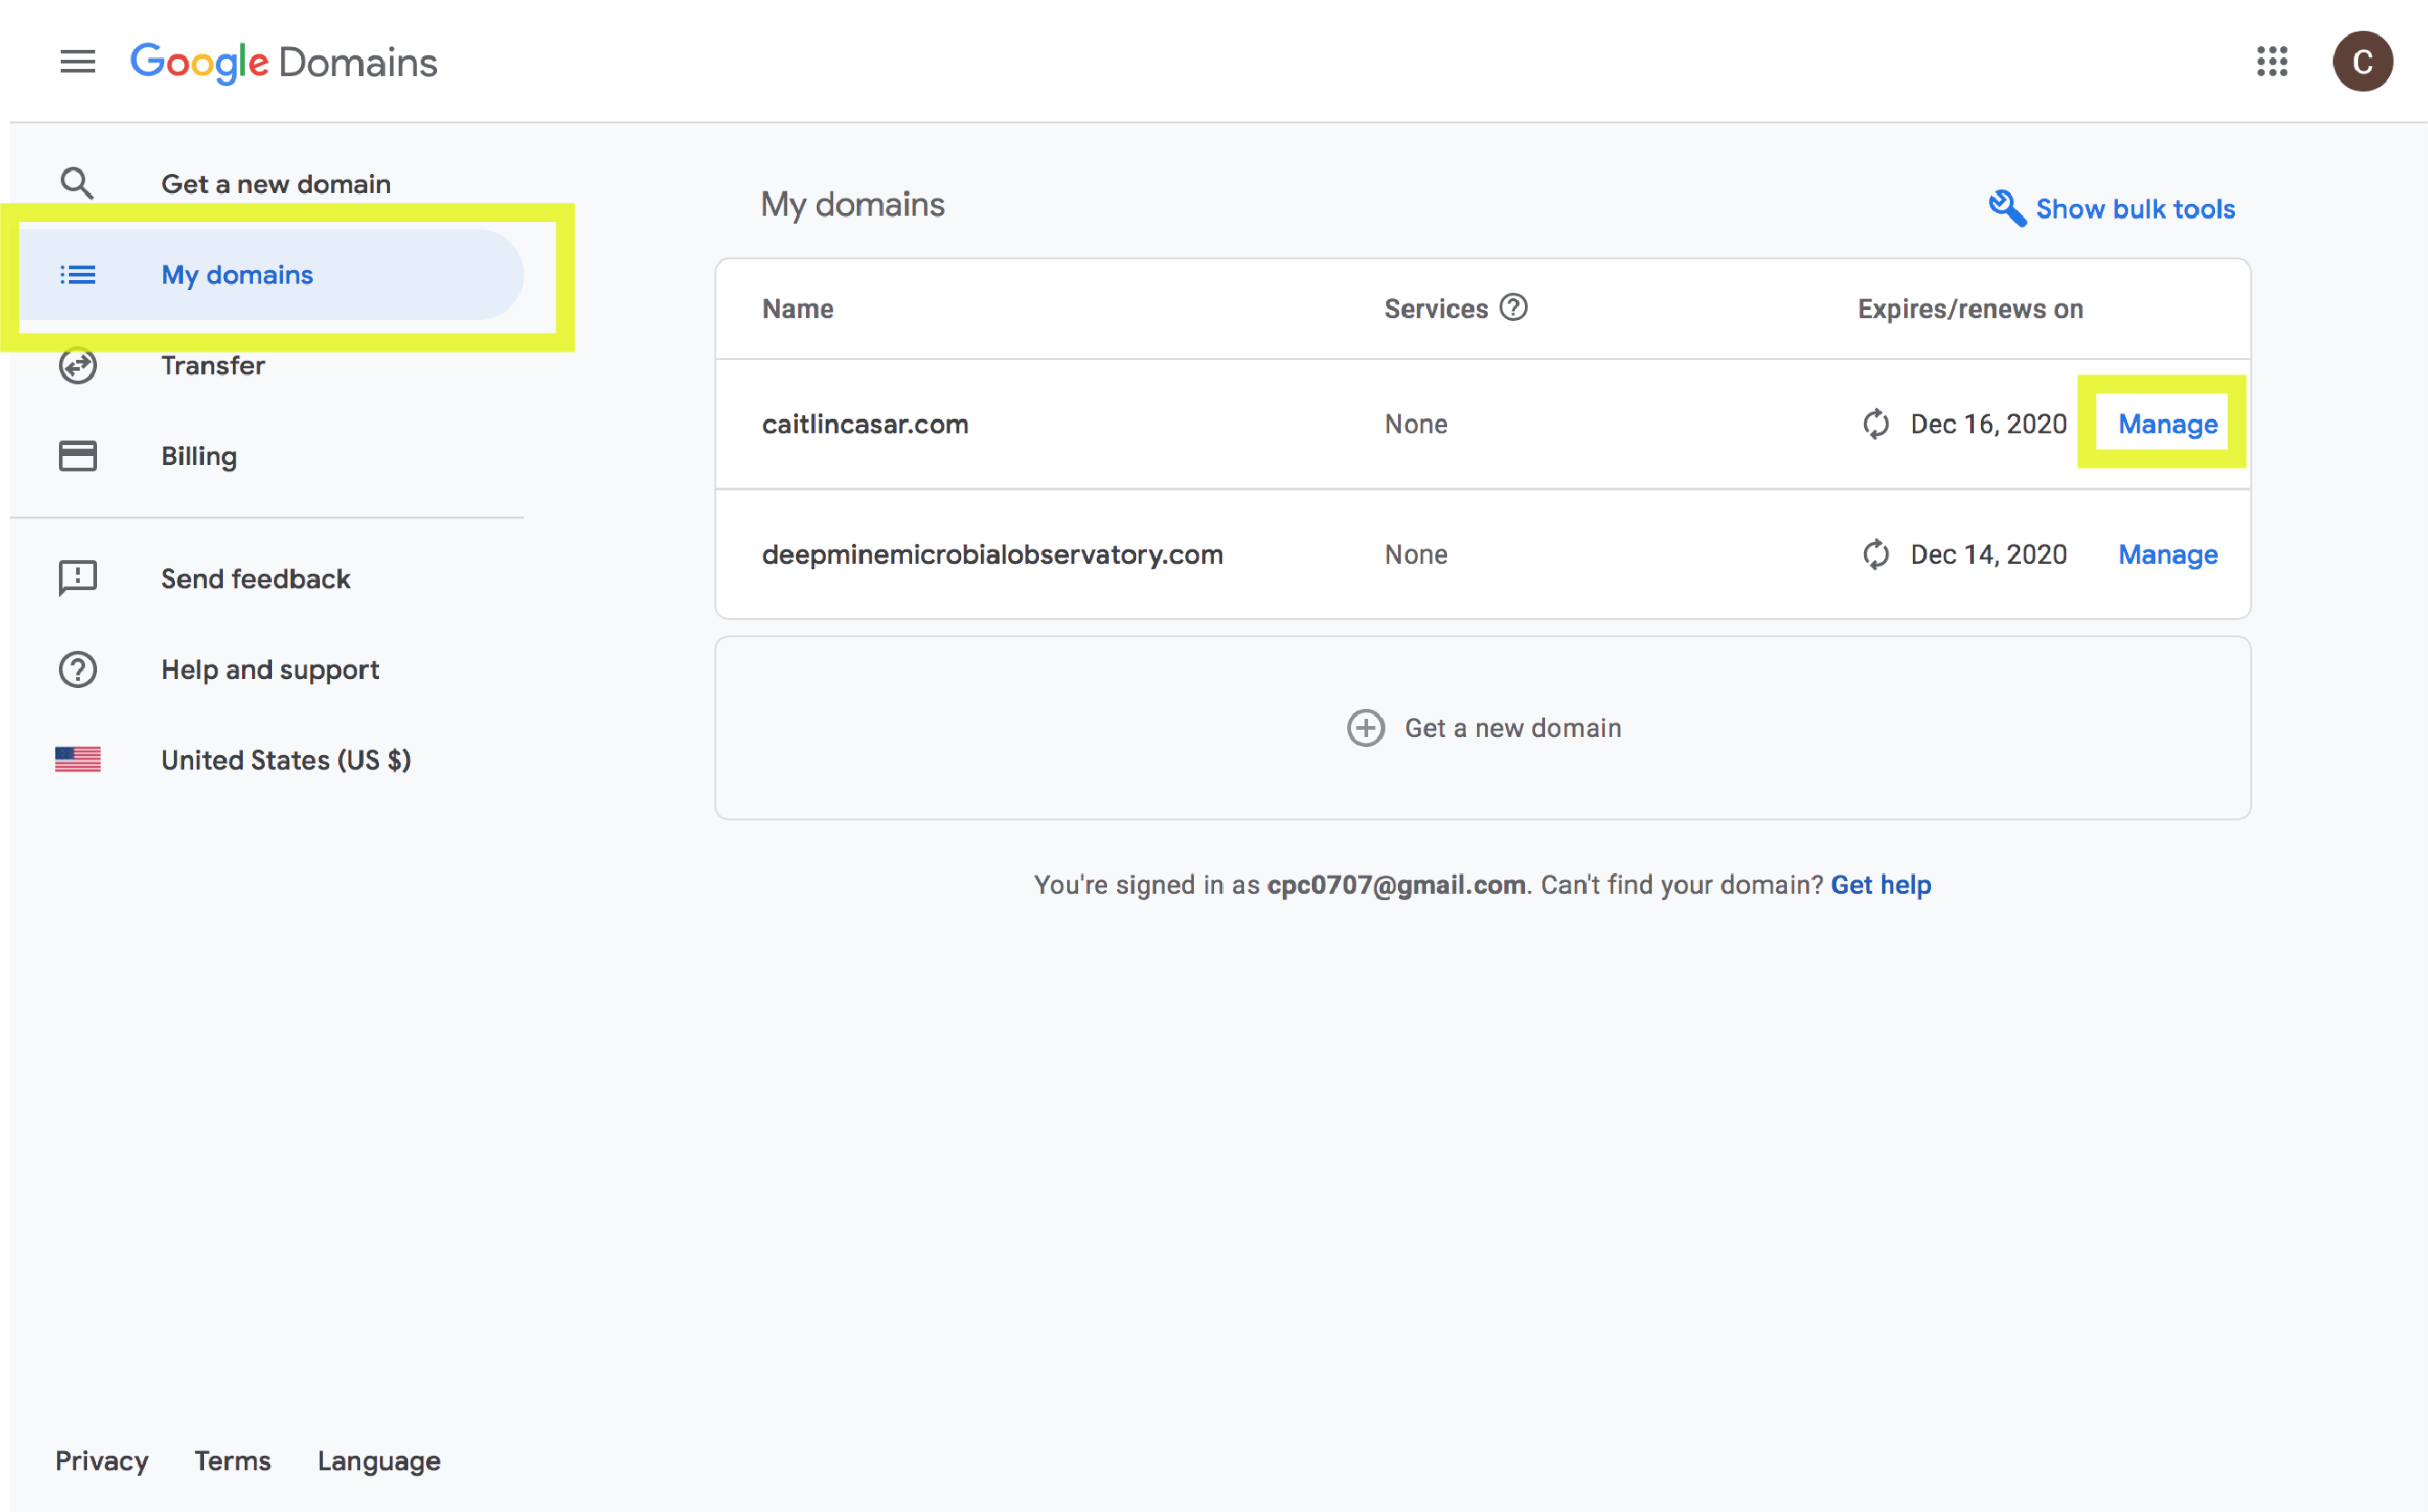 Google Domains
C
Get a new domain
My domains
Transfer
Billing
Send feedback
Help and support
United States (US $)
My domains
Show bulk tools
Name Services Expires/renews on
caitlincasar.com None Dec 16, 2020 Manage
deepminemicrobialobservatory.com None Dec 14, 2020 Manage
Get a new domain
You're signed in as cpc0707@gmail.com. Can't find your domain? Get help
Privacy Terms Language